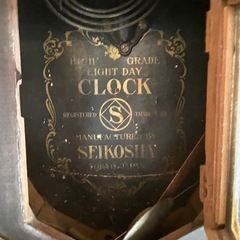 HIGH GRADE
EIGHT DAY
CLOCK
REGISTERED S TRADE MARK
MANUFACTURED BY
SEIKOSHA